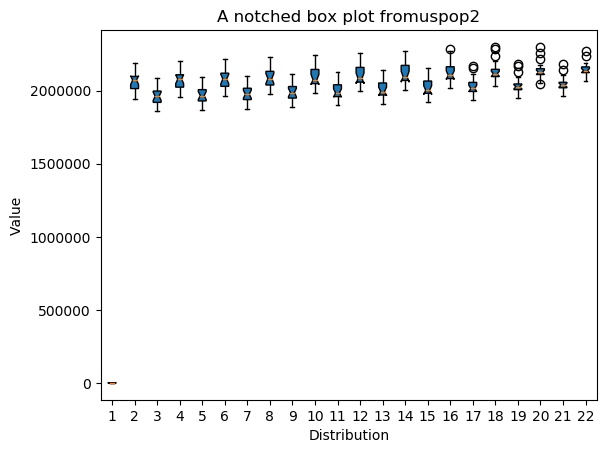 A notched box plot fromuspop2
Value
2000000
1500000
1000000
500000
0
1 2 3 4 5 6 7 8 9 10 11 12 13 14 15 16 17 18 19 20 21 22
Distribution